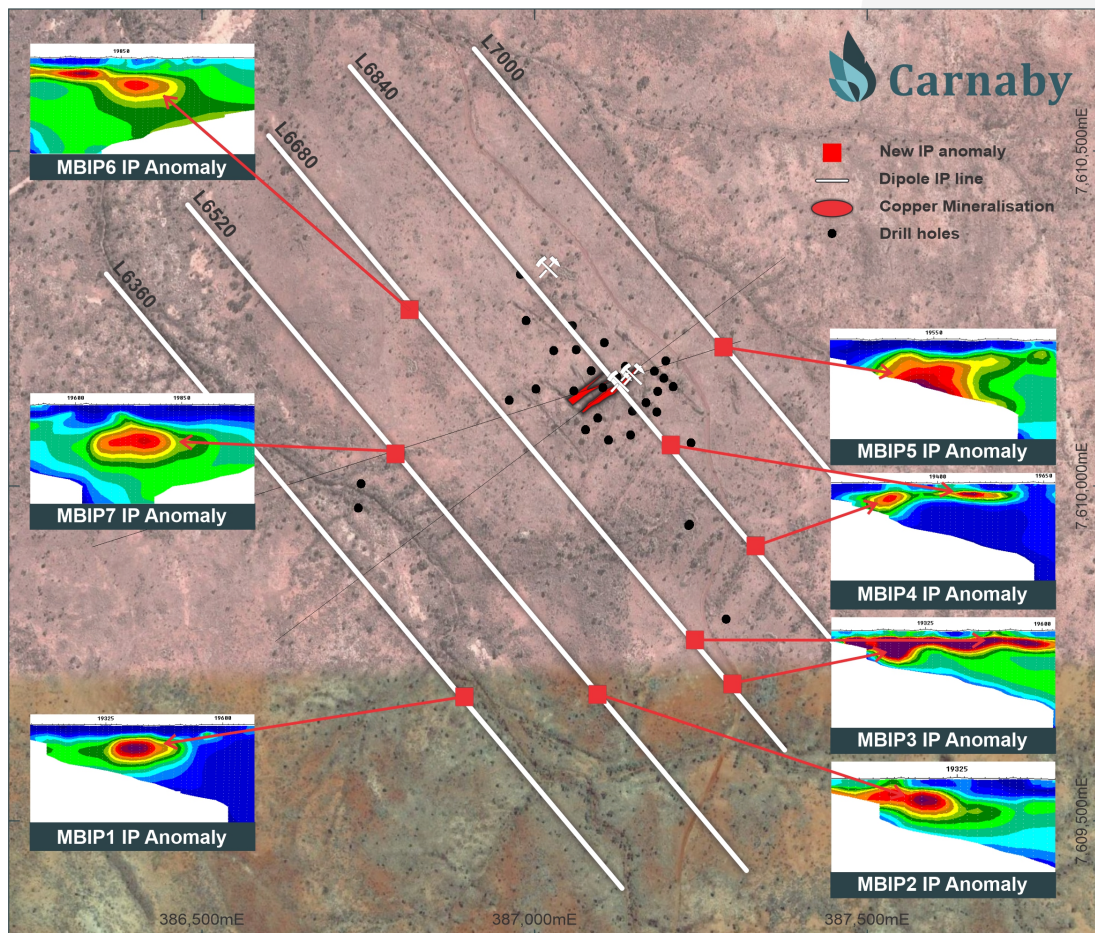 Carnaby
New IP anomaly
Dipole IP line
Copper Mineralisation
Drill holes
L7000
L6840
L6680
L6520
L6360
19850
MBIP6 IP Anomaly
19600 19850
MBIP7 IP Anomaly
19325 19600
MBIP1 IP Anomaly
19550
MBIP5 IP Anomaly
19400 19650
MBIP4 IP Anomaly
19325 19600
MBIP3 IP Anomaly
19325
MBIP2 IP Anomaly
7,610,500mE
7,610,000mE
7,609,500mE
386,500mE
387,000mE
387,500mE